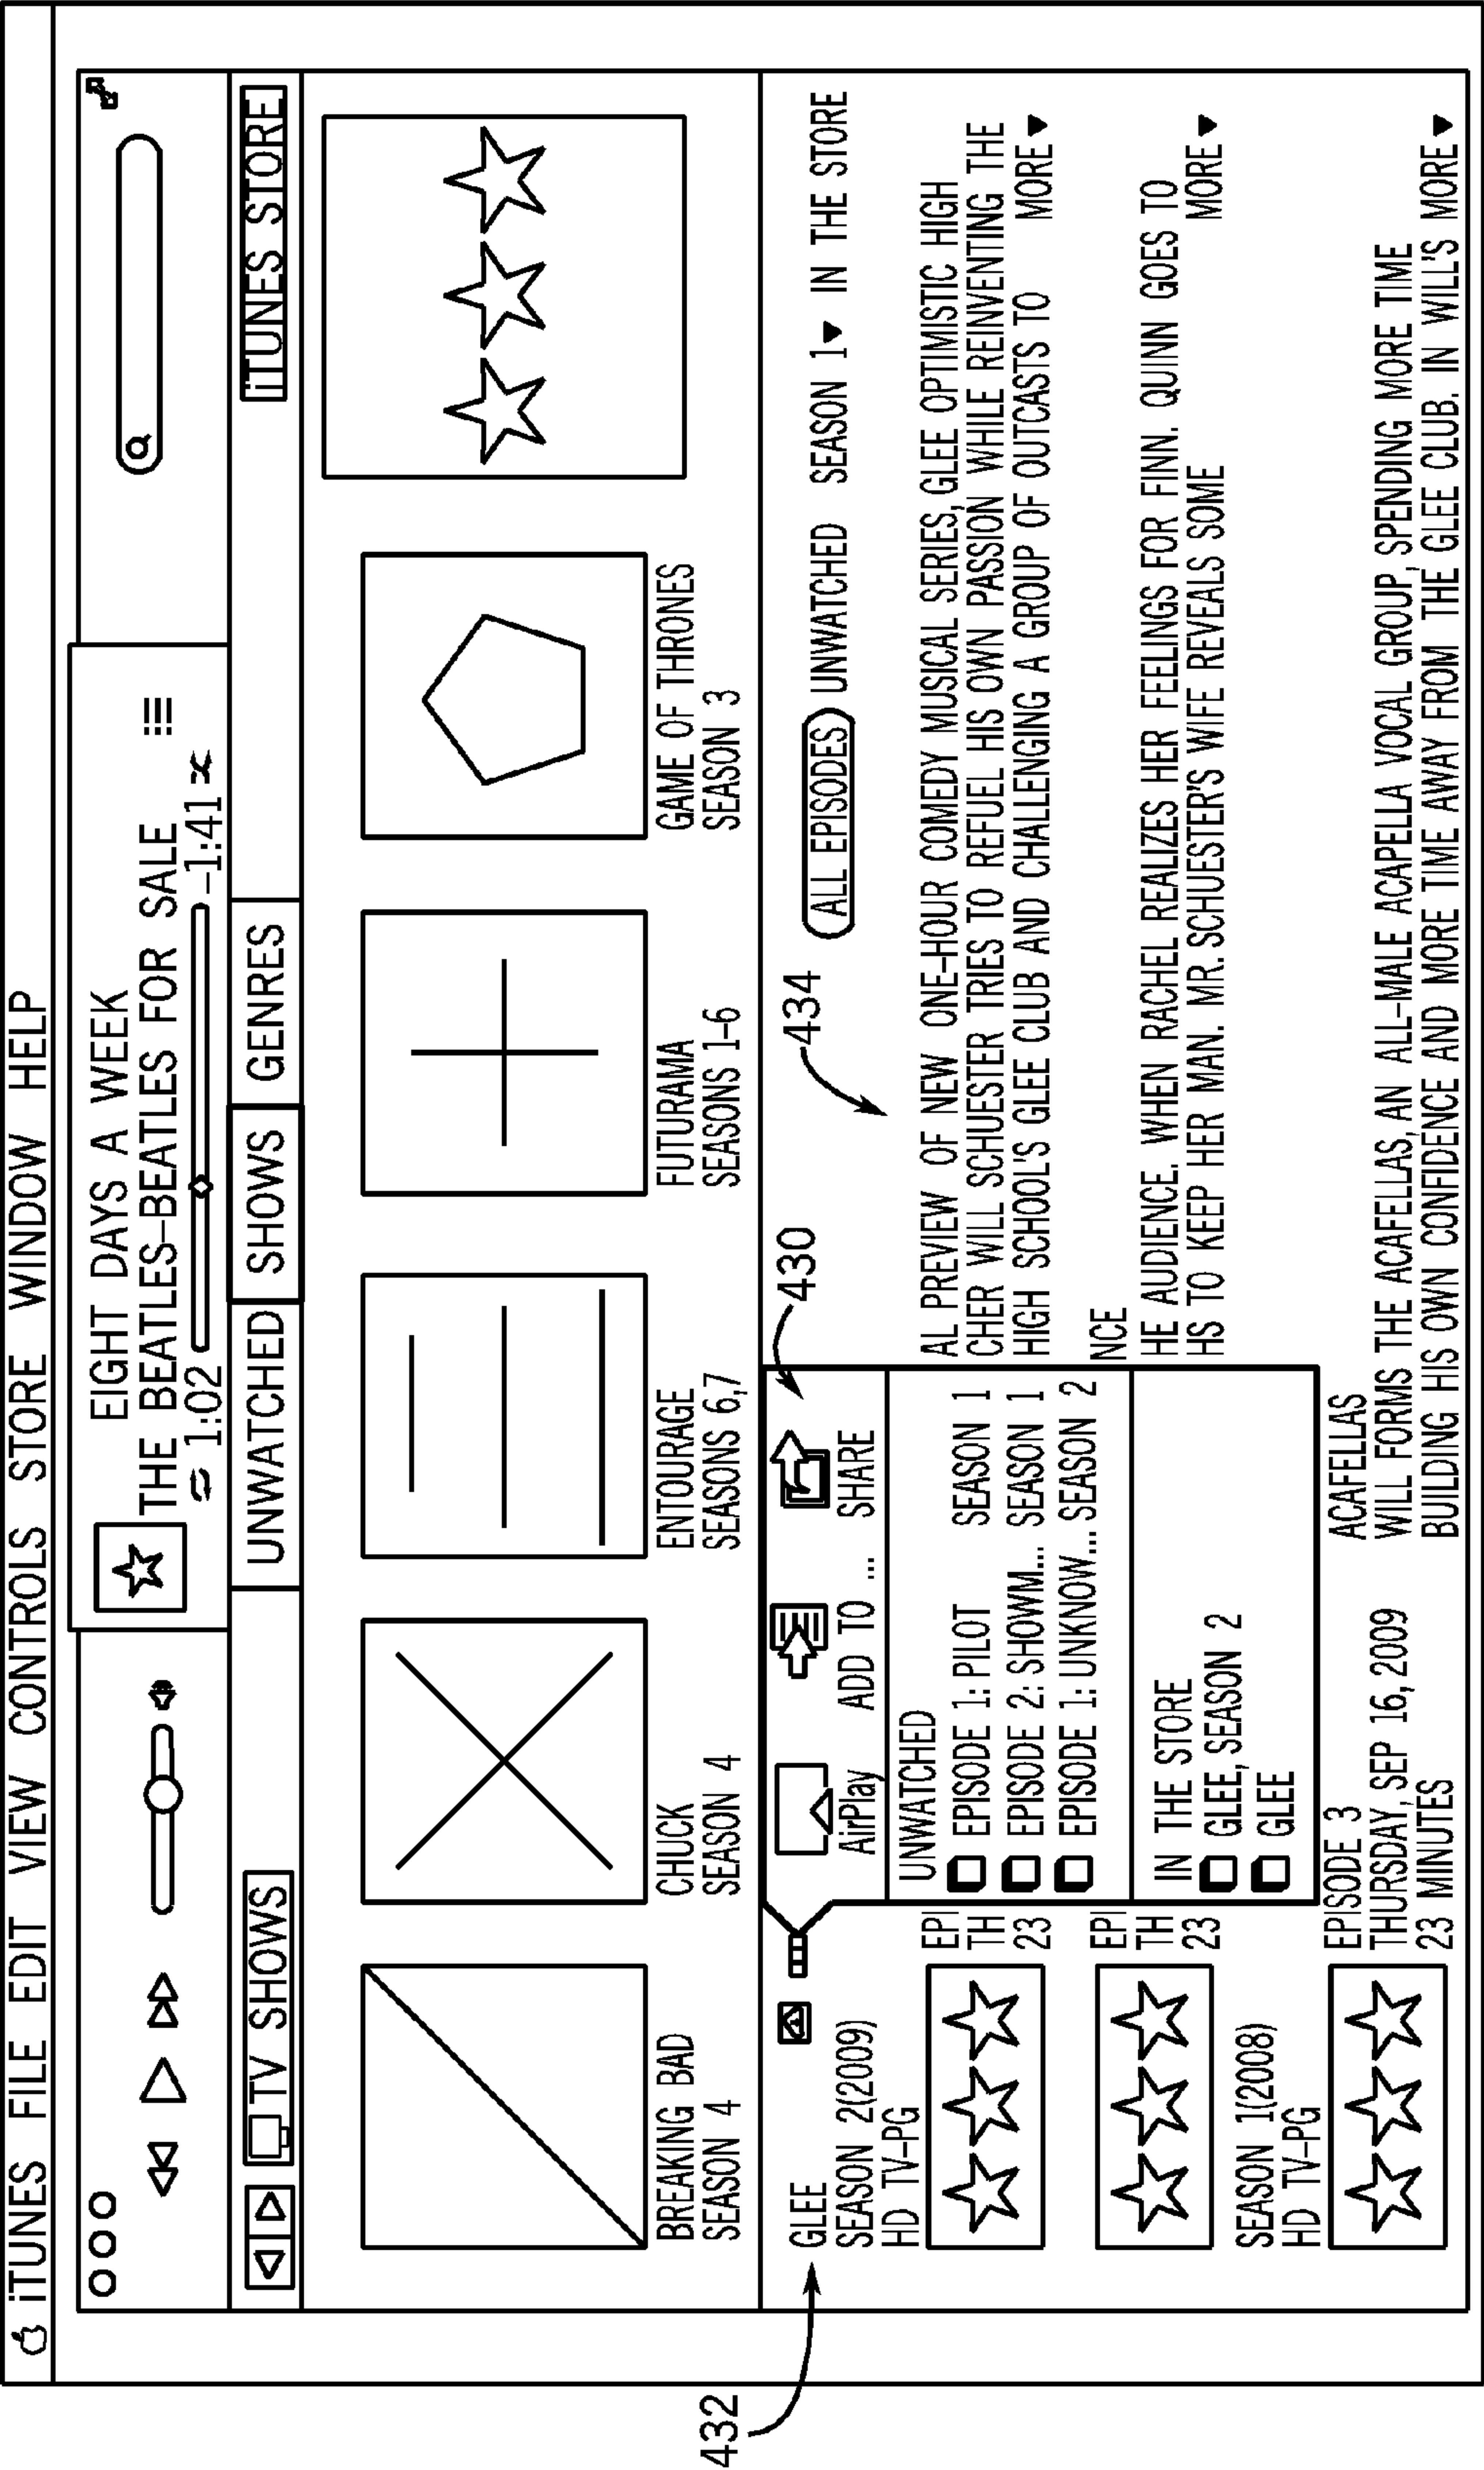 iTUNES FILE EDIT VIEW CONTROLS STORE WINDOW HELP
EIGHT DAYS A WEEK
THE BEATLES–BEATLES FOR SALE
1:02 –1:41
TV SHOWS UNWATCHED SHOWS GENRES iTUNES STORE
BREAKING BAD
SEASON 4
CHUCK
SEASON 4
ENTOURAGE
SEASONS 6,7
FUTURAMA
SEASONS 1–6
GAME OF THRONES
SEASON 3
432
430
434
GLEE
SEASON 2(2009)
HD TV–PG
ALL EPISODES UNWATCHED SEASON 1 IN THE STORE
AirPlay ADD TO ... SHARE
UNWATCHED
EPISODE 1: PILOT SEASON 1
EPISODE 2: SHOWM... SEASON 1
EPISODE 1: UNKNOW... SEASON 2
IN THE STORE
GLEE, SEASON 2
GLEE
EPI
TH
23
AL PREVIEW OF NEW ONE–HOUR COMEDY MUSICAL SERIES, GLEE OPTIMISTIC HIGH
CHER WILL SCHUESTER TRIES TO REFUEL HIS OWN PASSION WHILE REINVENTING THE
HIGH SCHOOL'S GLEE CLUB AND CHALLENGING A GROUP OF OUTCASTS TO MORE
EPI
TH
23
NCE
HE AUDIENCE. WHEN RACHEL REALIZES HER FEELINGS FOR FINN. QUINN GOES TO
HS TO KEEP HER MAN. MR. SCHUESTER'S WIFE REVEALS SOME MORE
SEASON 1(2008)
HD TV–PG
EPISODE 3
THURSDAY, SEP 16, 2009
23 MINUTES
ACAFELLAS
WILL FORMS THE ACAFELLAS, AN ALL–MALE ACAPELLA VOCAL GROUP, SPENDING MORE TIME
BUILDING HIS OWN CONFIDENCE AND MORE TIME AWAY FROM THE GLEE CLUB. IN WILL'S MORE